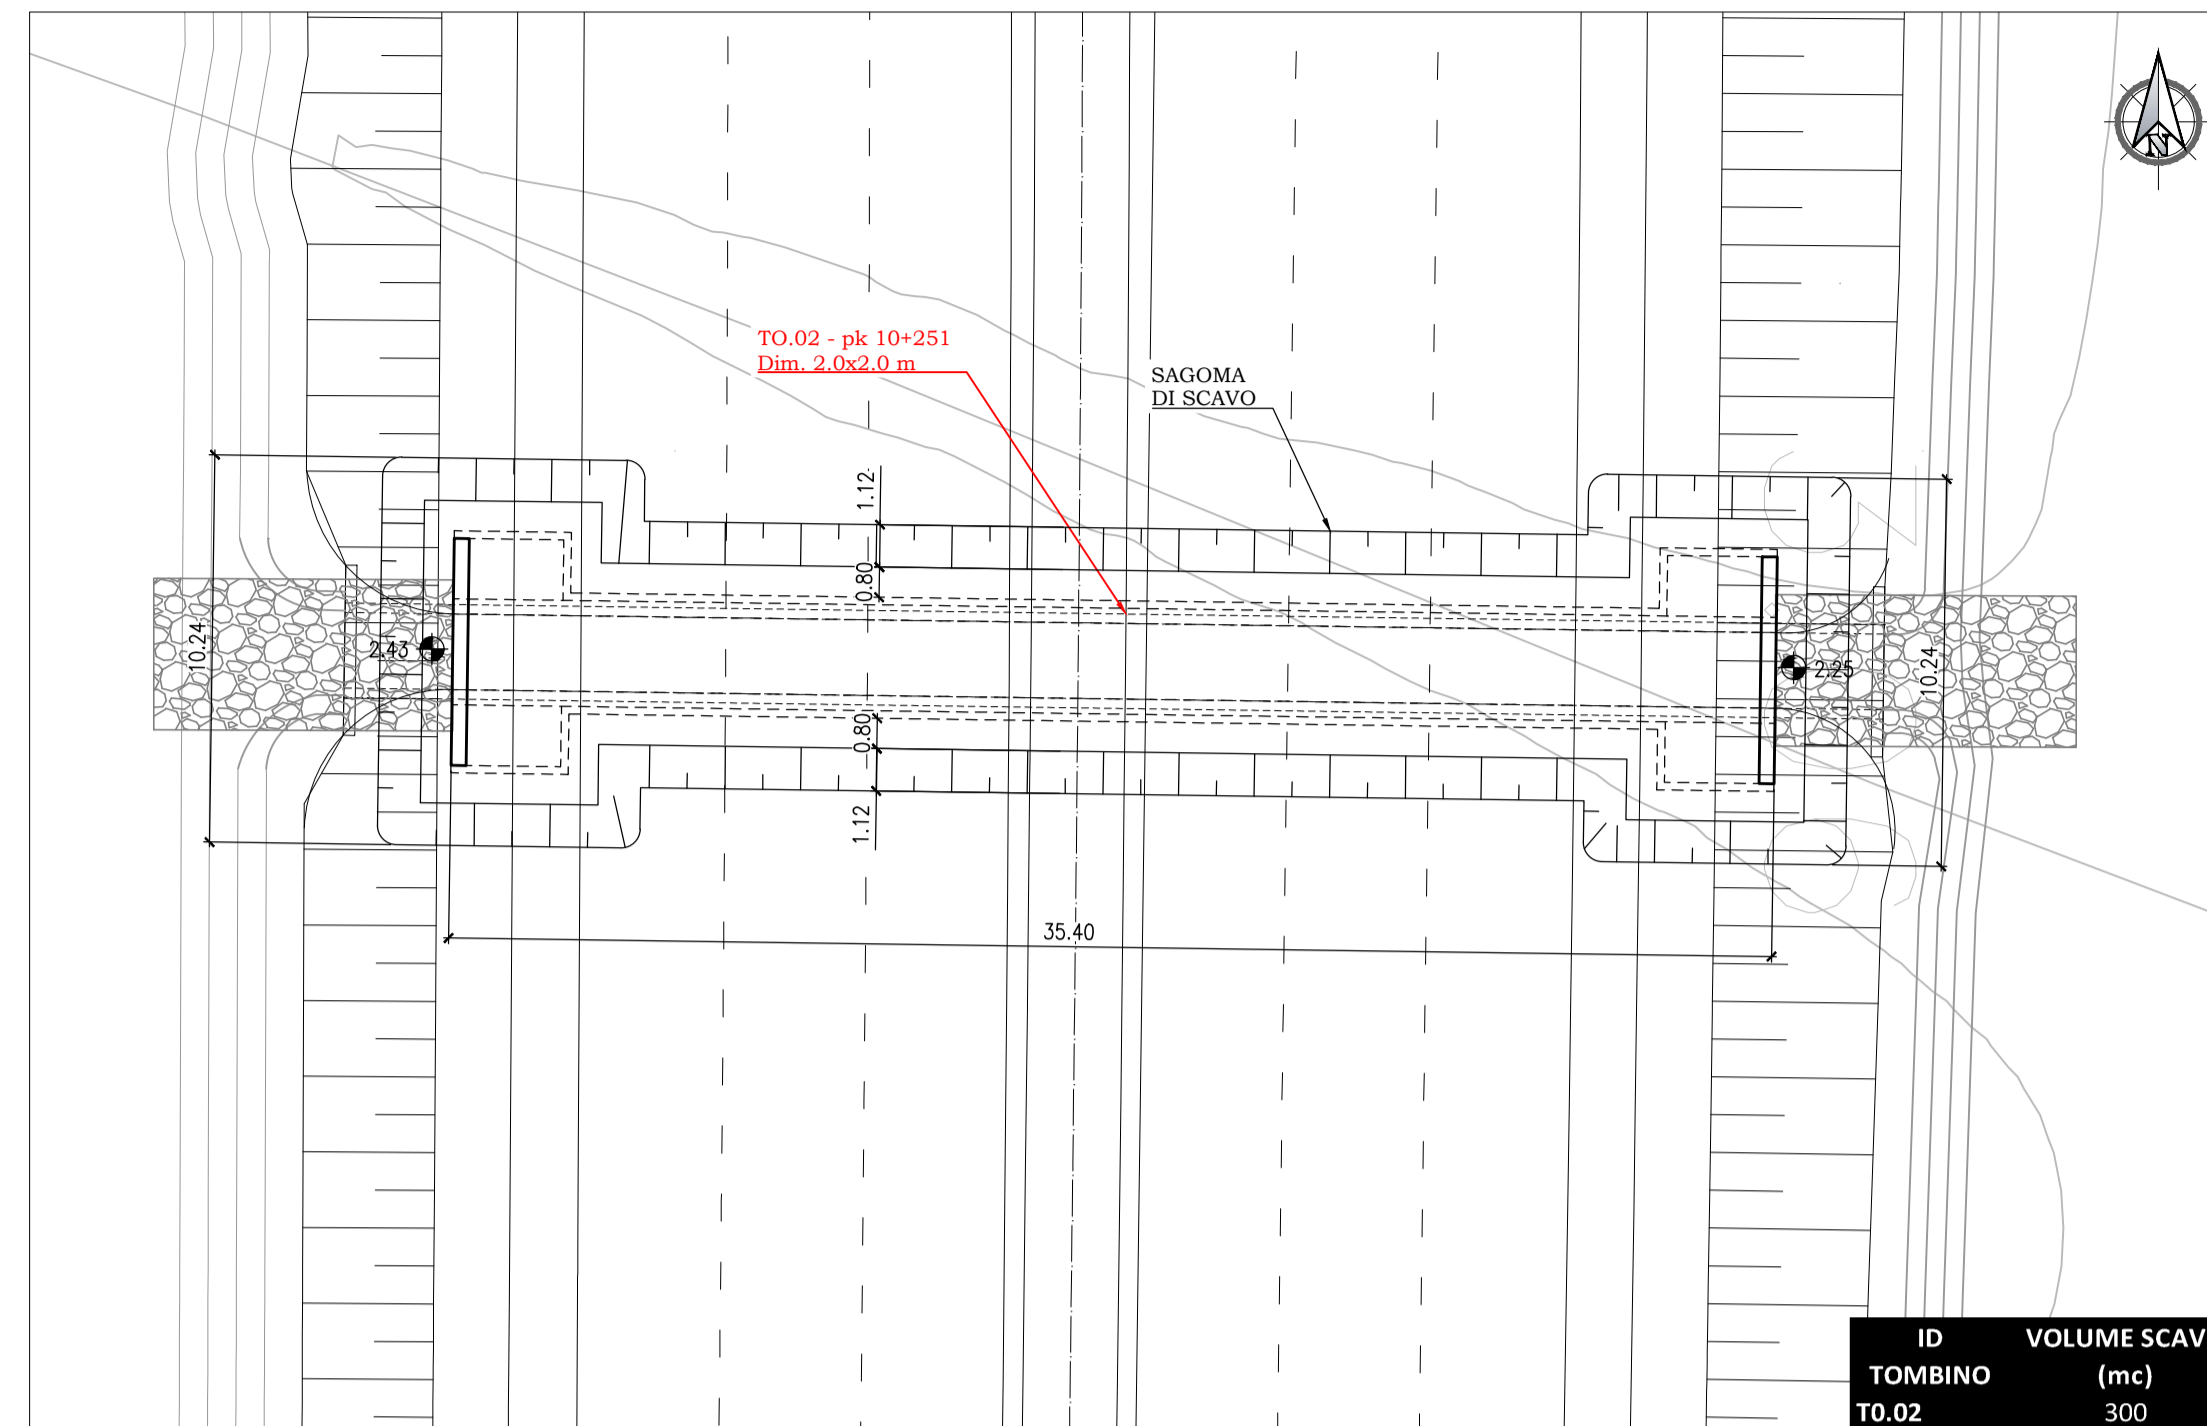 N
TO.02 - pk 10+251
Dim. 2.0x2.0 m
SAGOMA
DI SCAVO
1.12
0.80
10.24
2.43
2.25
10.24
0.80
1.12
35.40
ID VOLUME SCAV
TOMBINO (mc)
T0.02 300